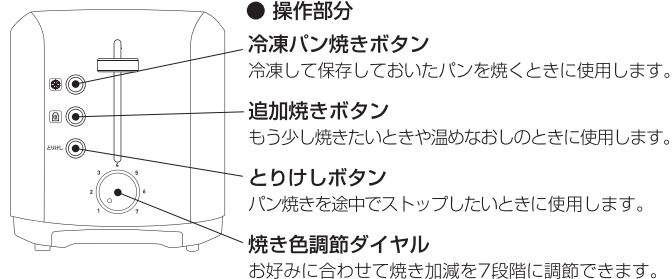 ● 操作部分
冷凍パン焼きボタン
冷凍して保存しておいたパンを焼くときに使用します。
追加焼きボタン
もう少し焼きたいときや温めなおしのときに使用します。
とりけし
とりけしボタン
パン焼きを途中でストップしたいときに使用します。
4
3 5
2 6
1 7
焼き色調節ダイヤル
お好みに合わせて焼き加減を7段階に調節できます。